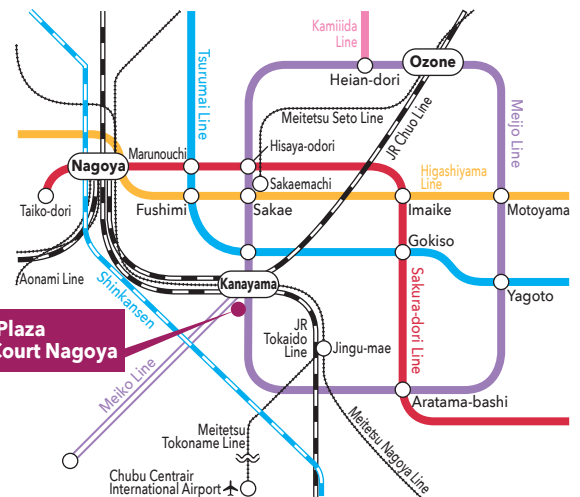 Kamiiida
Line
Ozone
Heian-dori
Tsurumai Line
Meitetsu Seto Line
JR Chuo Line
Meijo Line
Marunouchi
Hisaya-odori
Nagoya
Sakaemachi
Higashiyama
Line
Taiko-dori
Fushimi
Sakae
Imaike
Motoyama
Gokiso
Aonami Line
Shinkansen
Kanayama
Sakura-dori Line
Yagoto
Plaza
Court Nagoya
JR
Tokaido
Line
Jingu-mae
Meiko Line
Aratama-bashi
Meitetsu
Tokoname Line
Meitetsu Nagoya Line
Chubu Centrair
International Airport